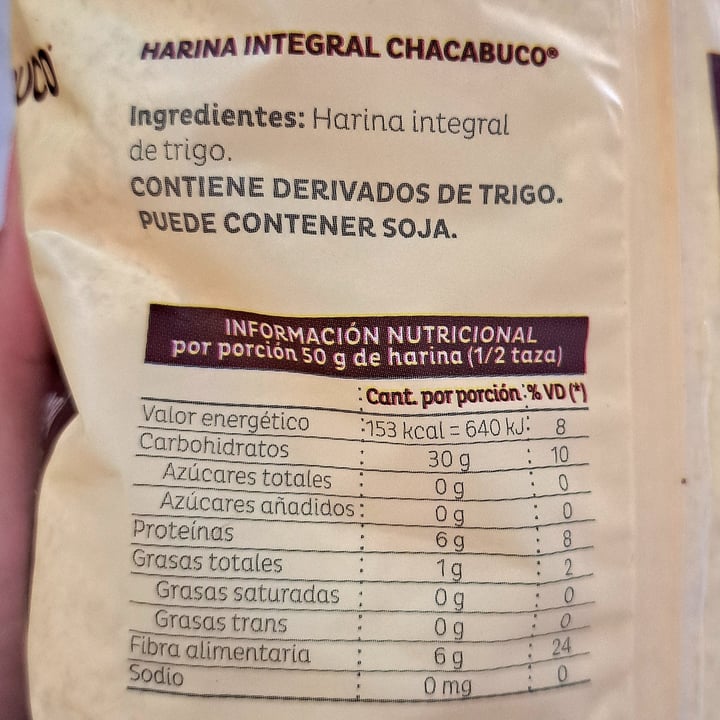 HARINA INTEGRAL CHACABUCO®
Ingredientes: Harina integral
de trigo.
CONTIENE DERIVADOS DE TRIGO.
PUEDE CONTENER SOJA.
INFORMACIÓN NUTRICIONAL
por porción 50 g de harina (1/2 taza)
Cant. por porción % VD (*)
Valor energético 153 kcal = 640 kJ 8
Carbohidratos 30 g 10
Azúcares totales 0 g 0
Azúcares añadidos 0 g 0
Proteínas 6 g 8
Grasas totales 1 g 2
Grasas saturadas 0 g 0
Grasas trans 0 g 0
Fibra alimentaria 6 g 24
Sodio 0 mg 0